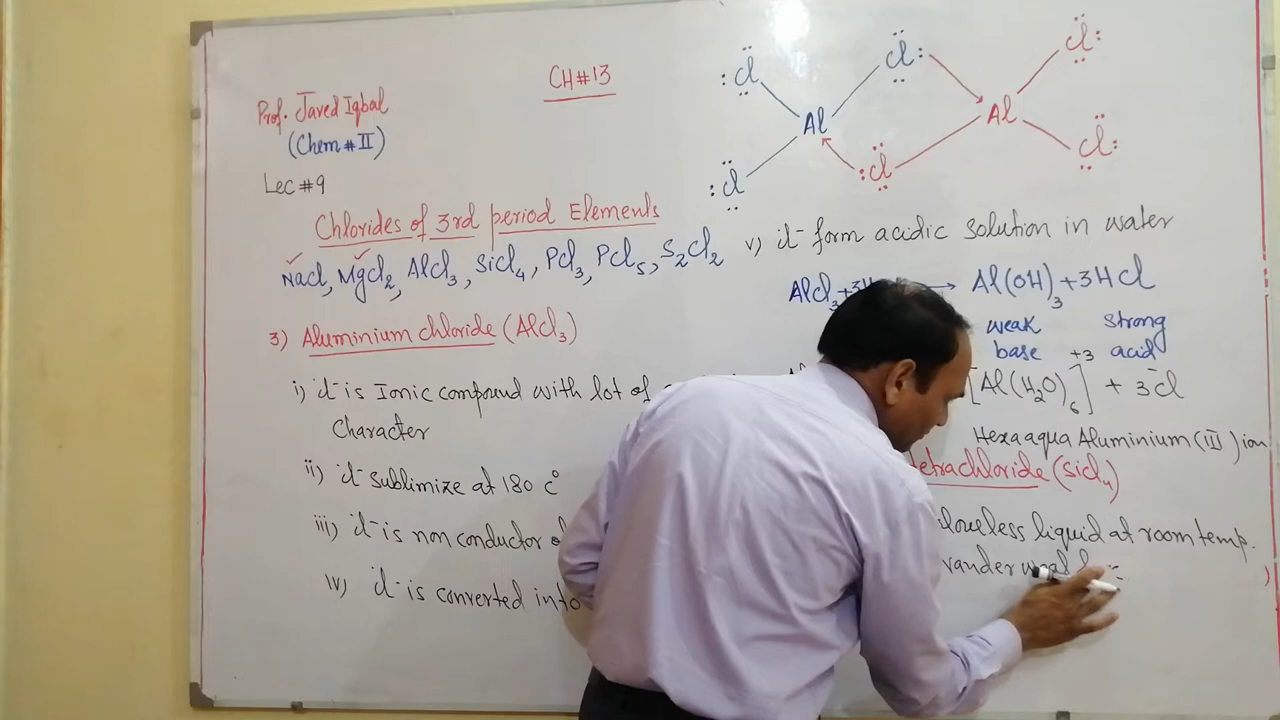 CH#13
Prof. Javed Iqbal
(Chem # II)
Lec #9
Chlorides of 3rd period Elements
NaCl, MgCl2, AlCl3, SiCl4, PCl3, PCl5, S2Cl2
3) Aluminium chloride (AlCl3)
i) it is Ionic compound with lot of
Character
ii) it sublimize at 180 c°
iii) it is non conductor
iv) it is converted into
Cl Cl Cl
Al Al
Cl Cl Cl
v) it form acidic solution in water
AlCl3 + 3H → Al(OH)3 + 3HCl
weak strong
base acid
[Al(H2O)6]+3 + 3Cl-
Hexaaqua Aluminium (III) ion
etrachloride (SiCl4)
liquid at room temp.
vander